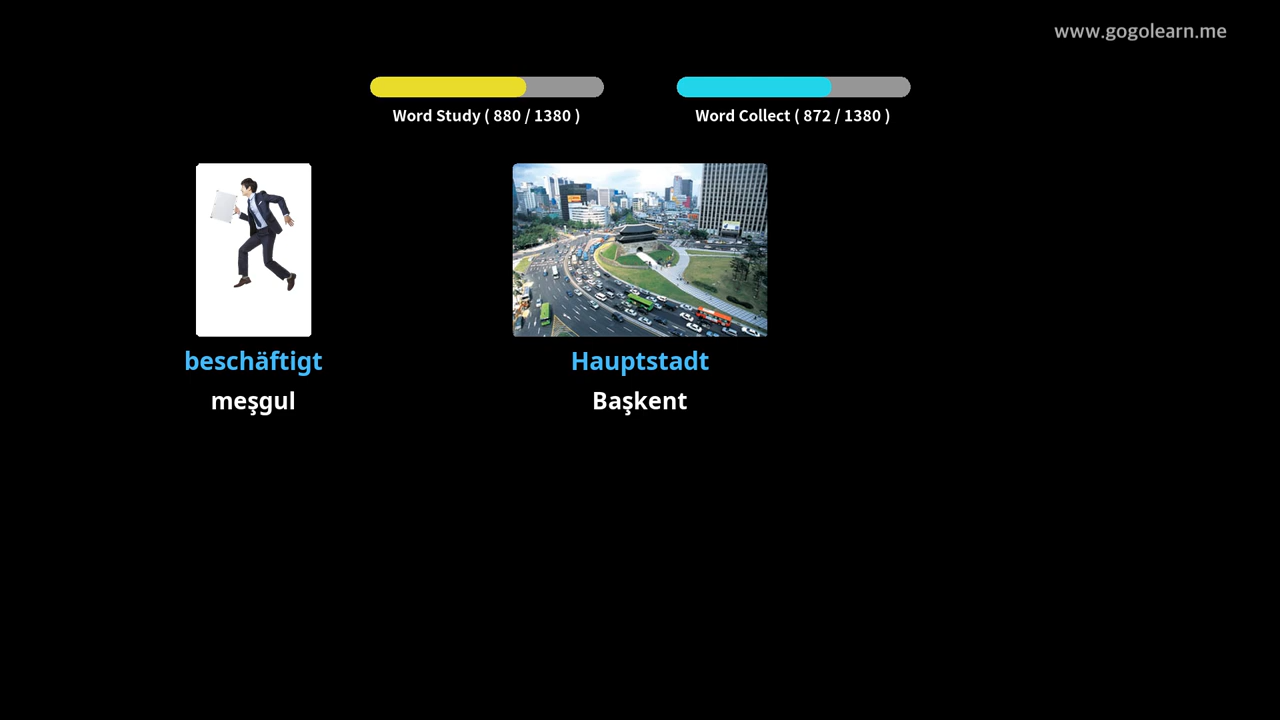 www.gogolearn.me
Word Study ( 880 / 1380 )
Word Collect ( 872 / 1380 )
beschäftigt
meşgul
Hauptstadt
Başkent